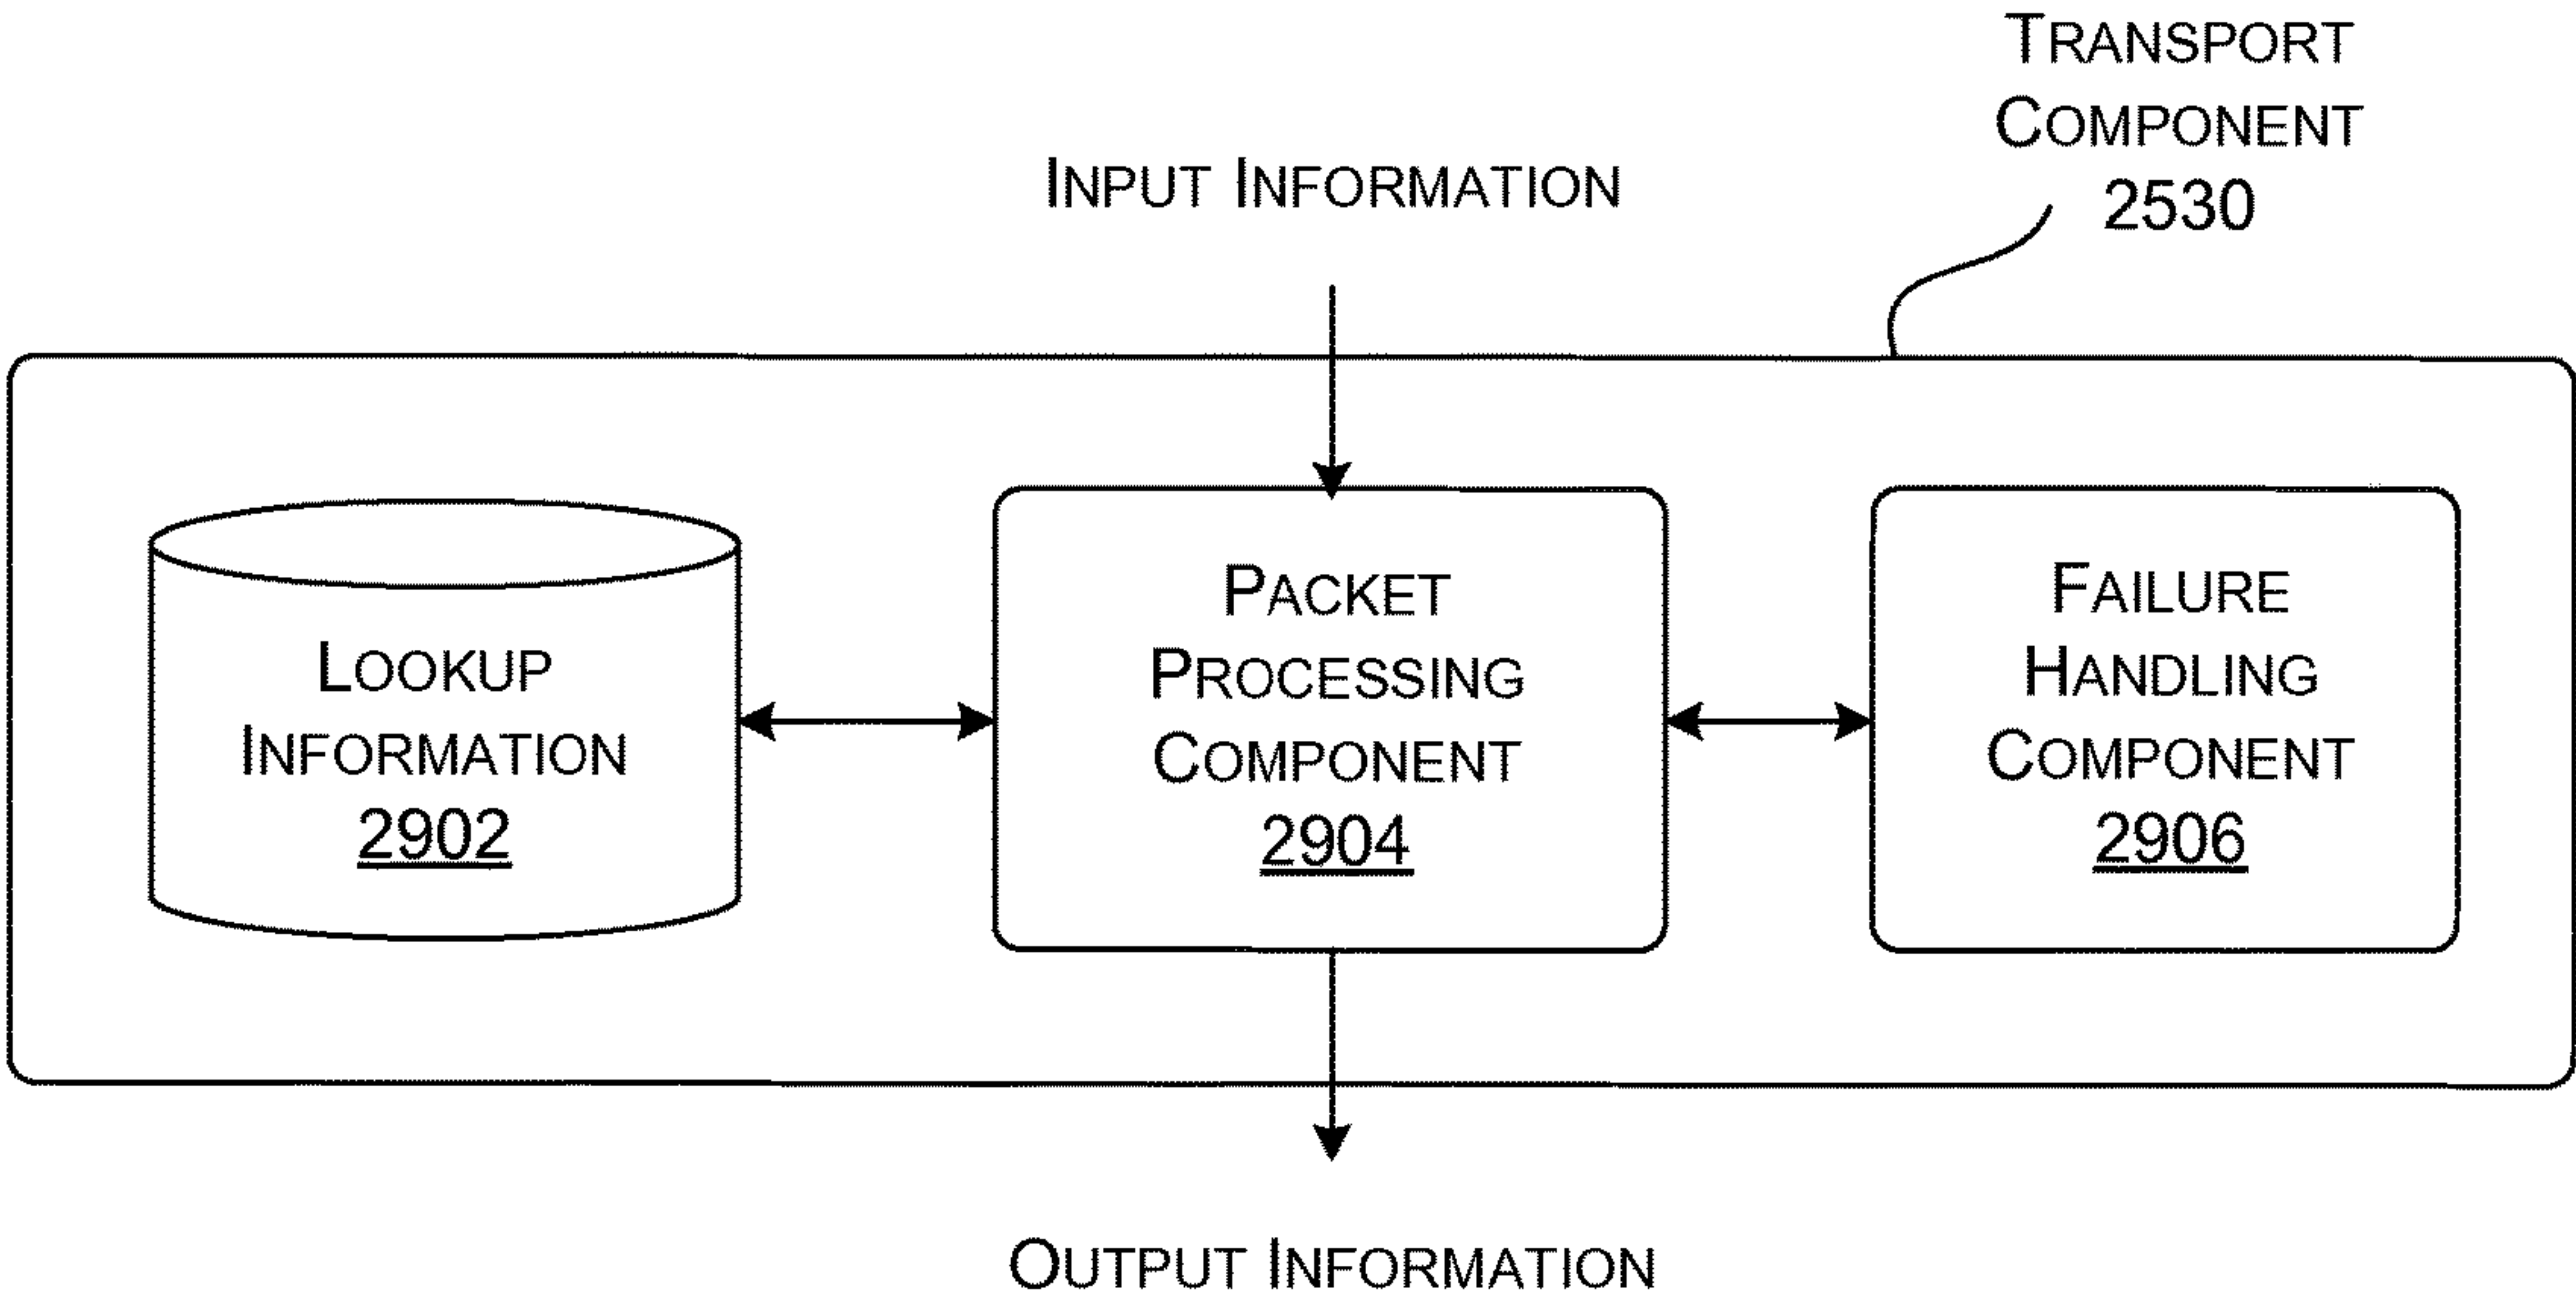 TRANSPORT
COMPONENT
2530
INPUT INFORMATION
LOOKUP
INFORMATION
2902
PACKET
PROCESSING
COMPONENT
2904
FAILURE
HANDLING
COMPONENT
2906
OUTPUT INFORMATION